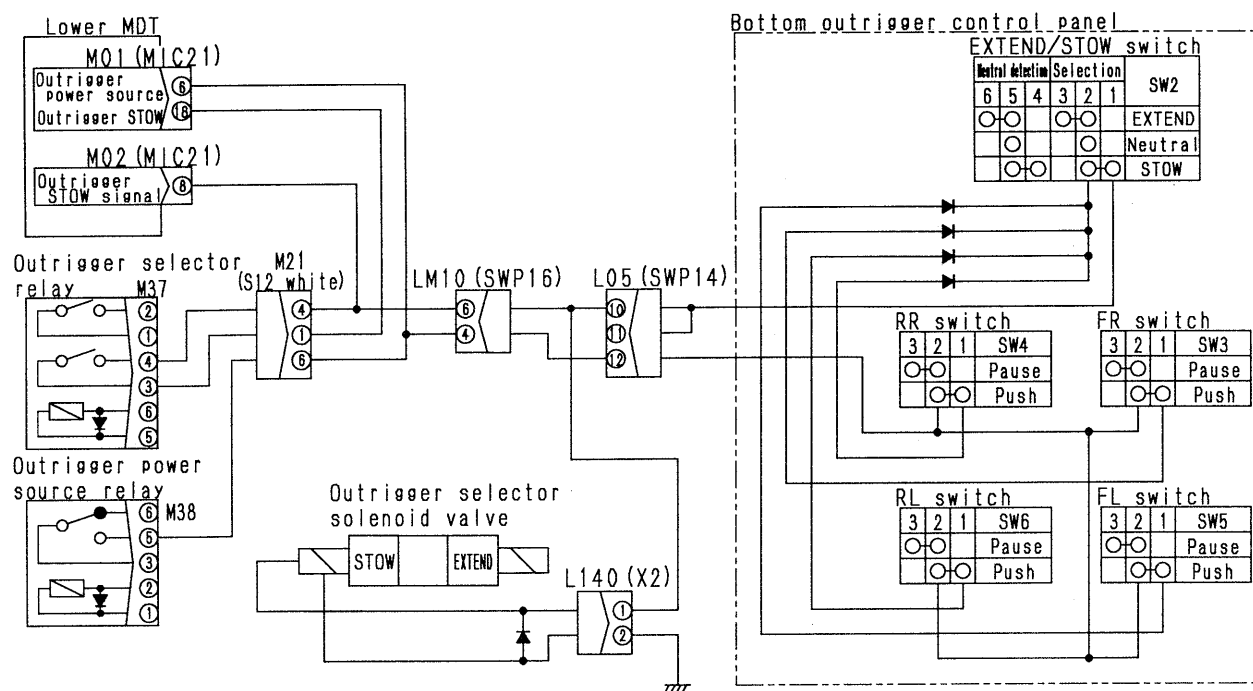 Lower MDT
M01 (MIC21)
Outrigger
power source
6
Outrigger STOW
18
M02 (MIC21)
Outrigger
STOW signal
8
Outrigger selector
relay
M37
2
1
4
3
6
5
Outrigger power
source relay
M38
6
5
3
2
1
M21
(S12 white)
4
1
6
LM10 (SWP16)
6
4
L05 (SWP14)
10
11
12
Outrigger selector
solenoid valve
STOW
EXTEND
L140 (X2)
1
2
Bottom outrigger control panel
EXTEND/STOW switch
Neutral detection Selection SW2
6 5 4 3 2 1
EXTEND
Neutral
STOW
RR switch
3 2 1 SW4
Pause
Push
FR switch
3 2 1 SW3
Pause
Push
RL switch
3 2 1 SW6
Pause
Push
FL switch
3 2 1 SW5
Pause
Push